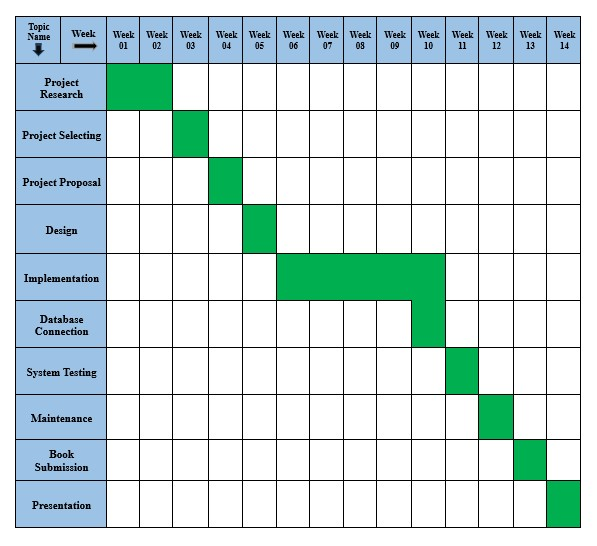 Topic Name
Week
Week 01
Week 02
Week 03
Week 04
Week 05
Week 06
Week 07
Week 08
Week 09
Week 10
Week 11
Week 12
Week 13
Week 14
Project
Research
Project Selecting
Project Proposal
Design
Implementation
Database
Connection
System Testing
Maintenance
Book
Submission
Presentation